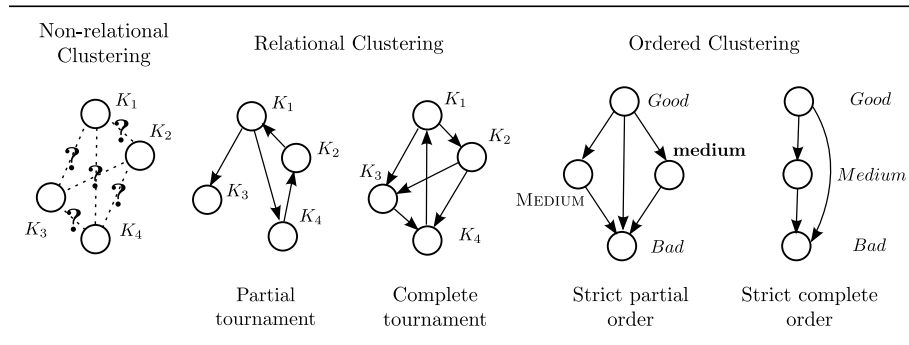 Non-relational
Clustering
Relational Clustering
Ordered Clustering
K1
K2
K3
K4
?
?
?
?
?
K1
K2
K3
K4
K1
K2
K3
K4
Good
medium
MEDIUM
Bad
Good
Medium
Bad
Partial
tournament
Complete
tournament
Strict partial
order
Strict complete
order